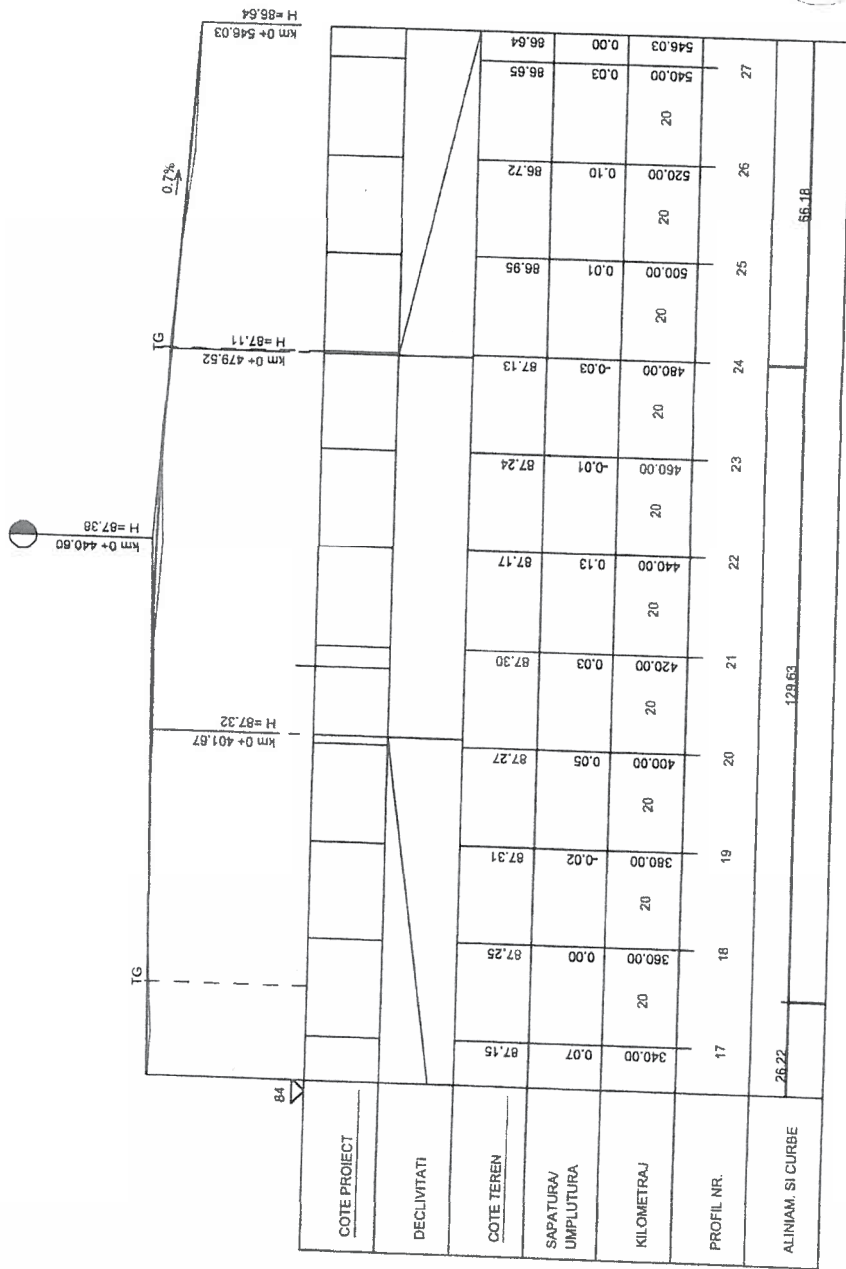 km 0+ 440.60
H =87.38
TG
TG
0.7%
km 0+ 401.67
H =87.32
km 0+ 479.52
H =87.11
km 0+ 546.03
H =86.64
84
COTE PROIECT
DECLIVITATI
COTE TEREN
87.15 87.25 87.31 87.27 87.30 87.17 87.24 87.13 86.95 86.72 86.65 86.64
SAPATURA/
UMPLUTURA
0.07 0.00 -0.02 0.05 0.03 0.13 -0.01 -0.03 0.01 0.10 0.03 0.00
KILOMETRAJ
340.00 20 360.00 20 380.00 20 400.00 20 420.00 20 440.00 20 460.00 20 480.00 20 500.00 20 520.00 20 540.00 546.03
PROFIL NR.
17 18 19 20 21 22 23 24 25 26 27
ALINIAM. SI CURBE
26.22 129.63 66.18